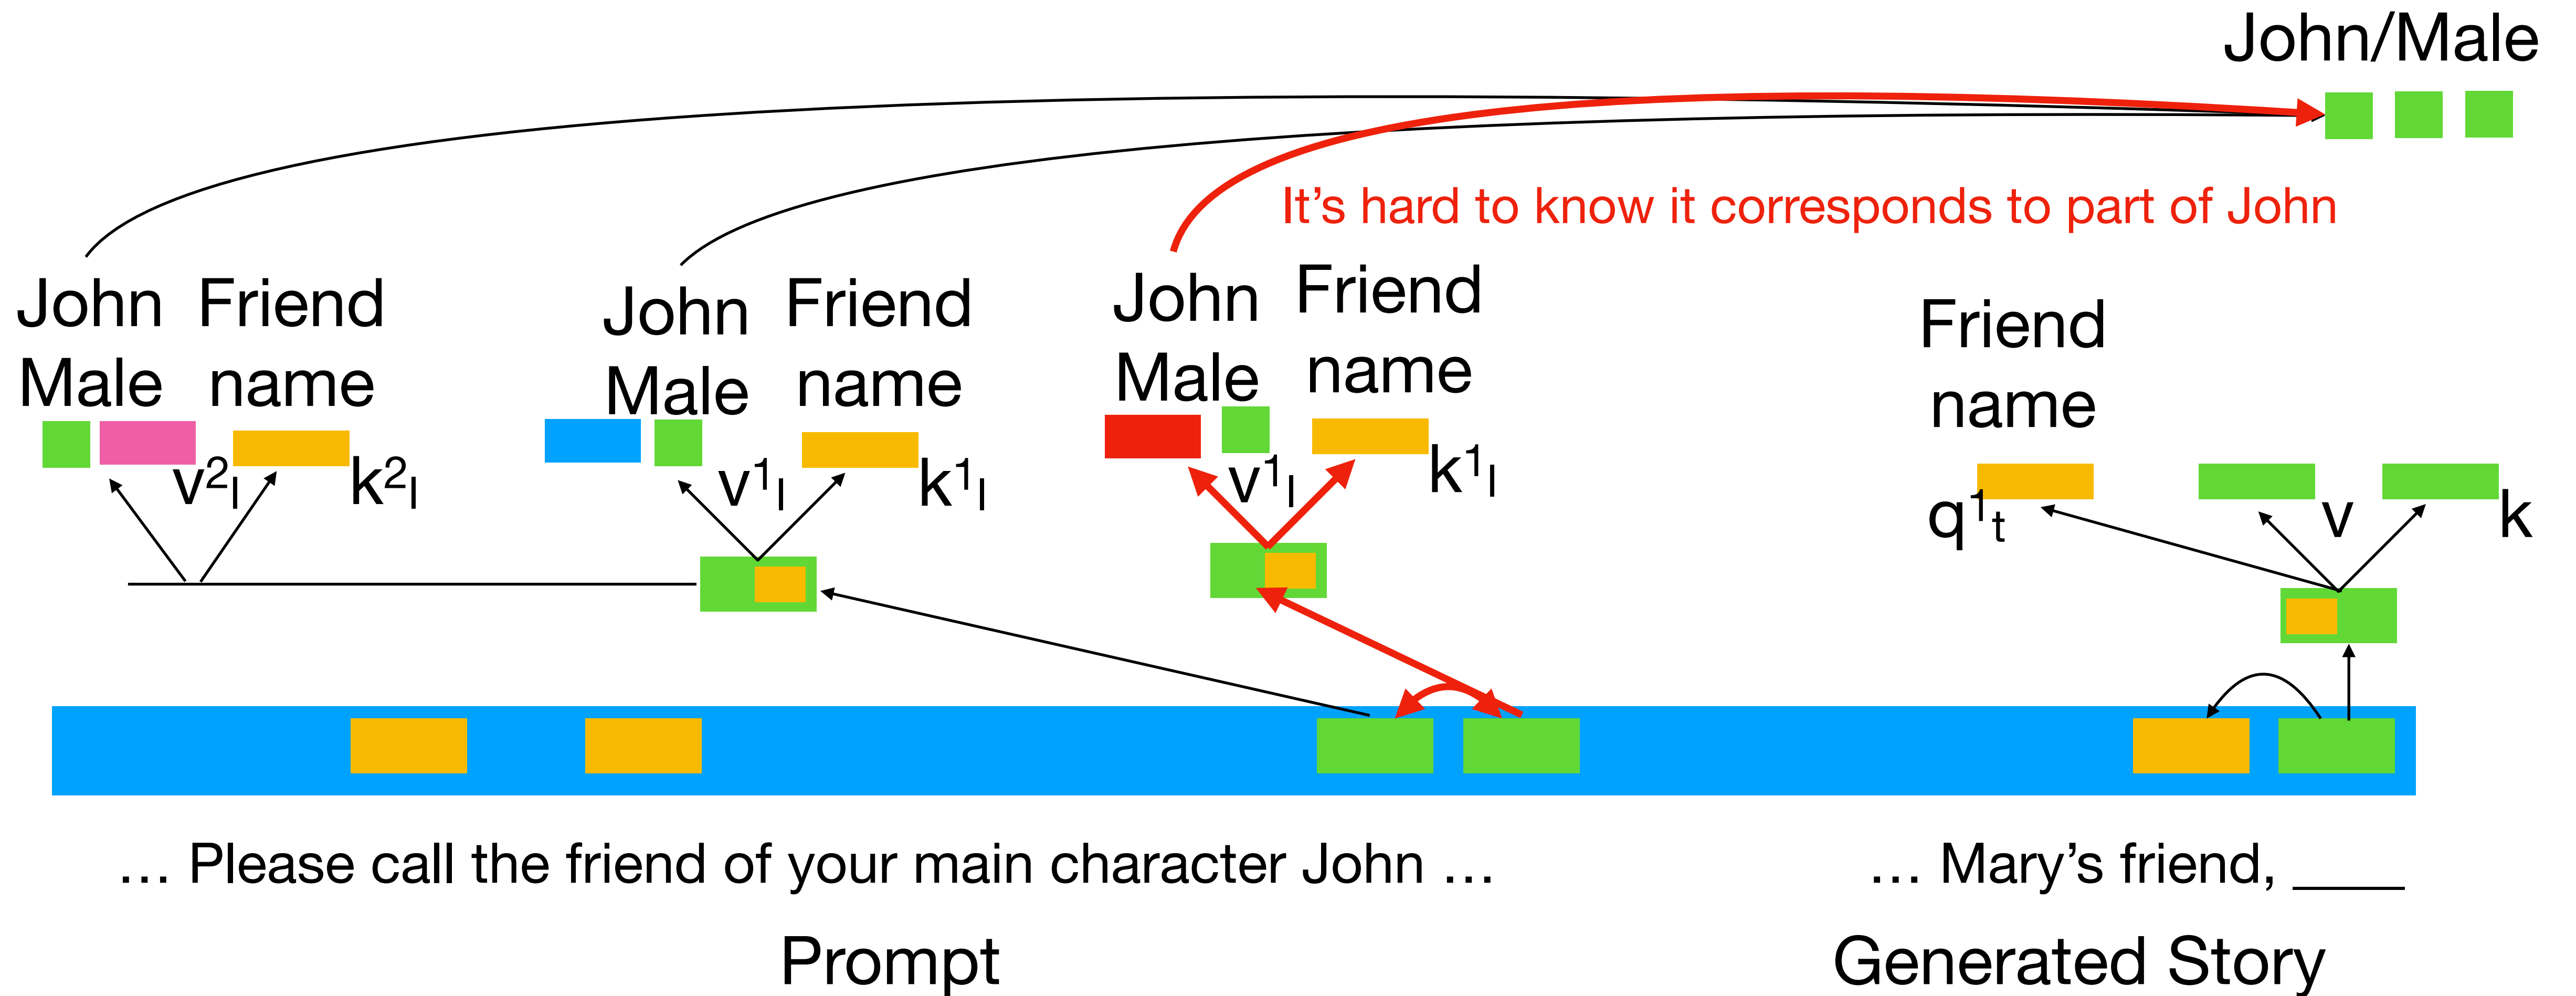 John/Male
It's hard to know it corresponds to part of John
John
Male
Friend
name
v2l
k2l
John
Male
Friend
name
v1l
k1l
John
Male
Friend
name
v1l
k1l
Friend
name
q1t
v
k
… Please call the friend of your main character John …
… Mary's friend, ____
Prompt
Generated Story